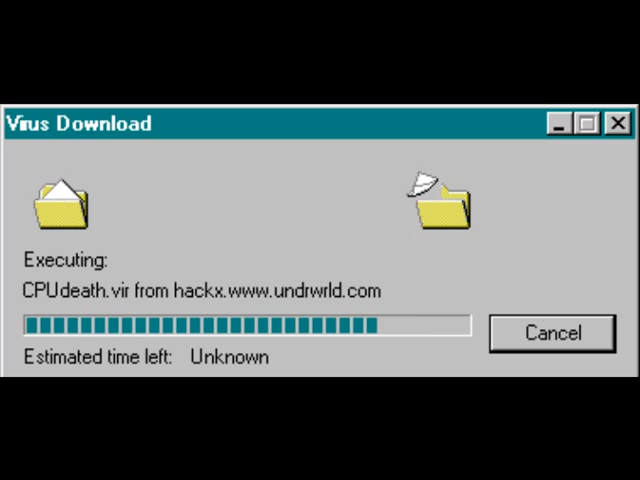 Virus Download
Executing:
CPUdeath.vir from hackx.www.undrwrld.com
Cancel
Estimated time left: Unknown